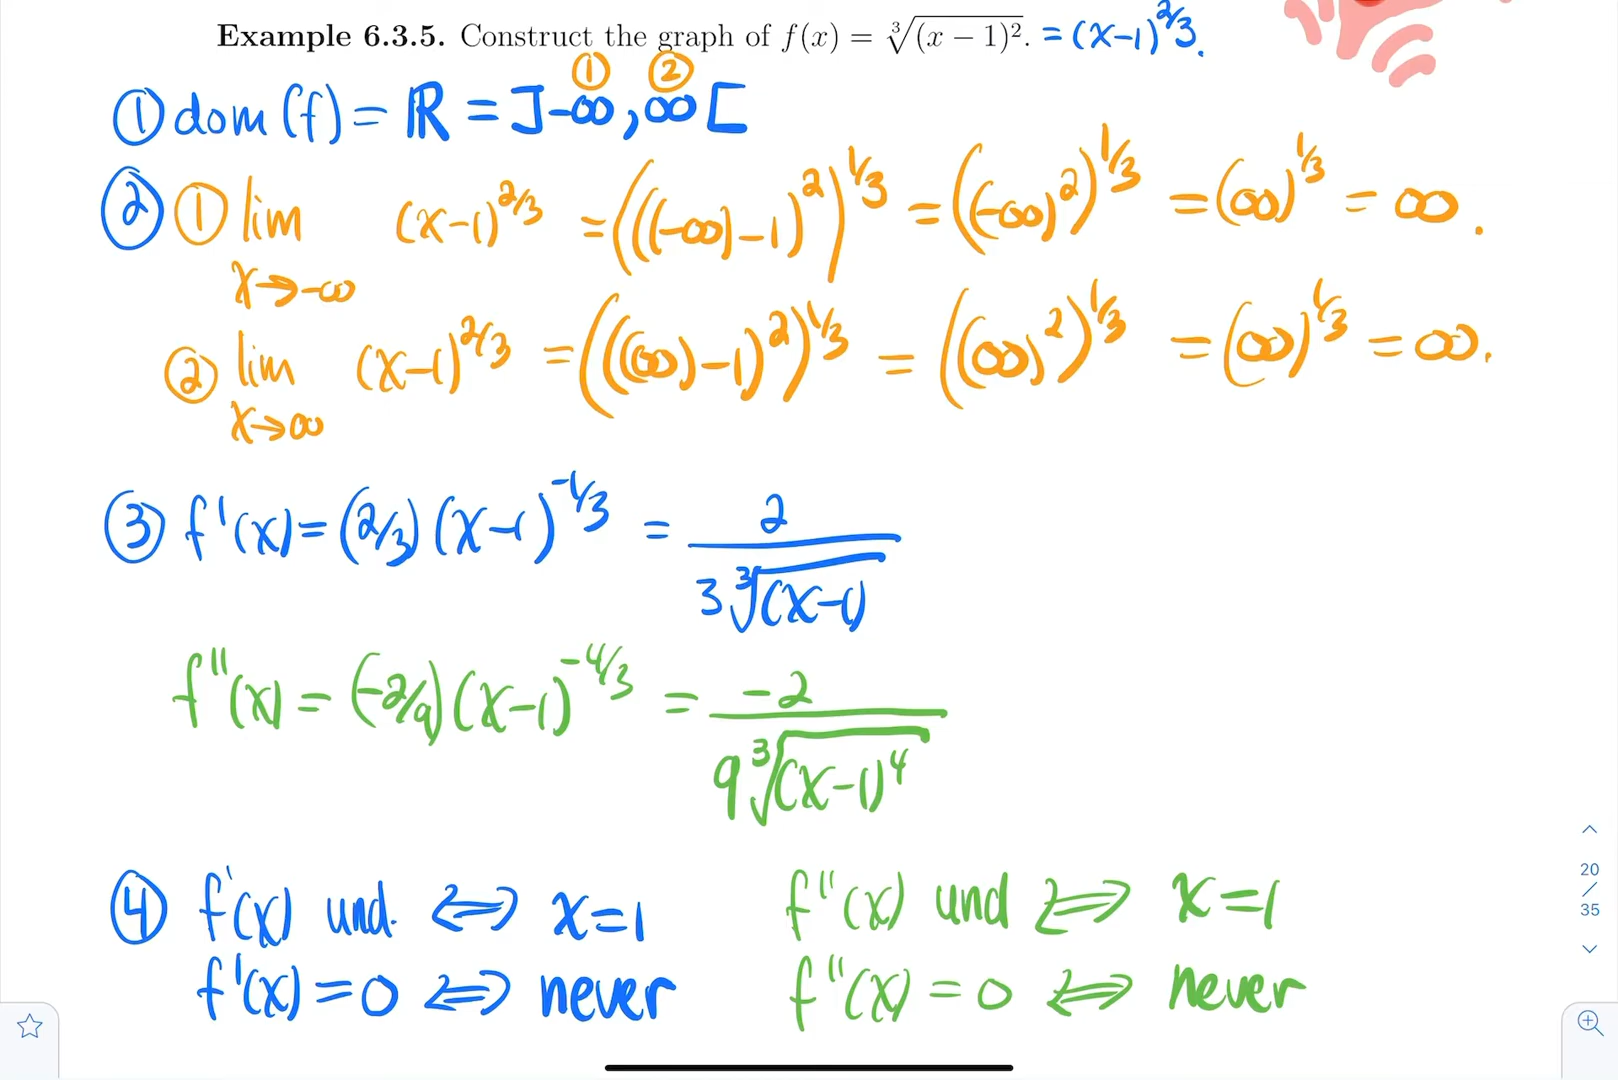 Example 6.3.5. Construct the graph of f(x) = ∛(x − 1)². = (x-1)^2/3.
① ②
① dom(f) = ℝ = ]-∞, ∞[
② ① lim x→-∞ (x-1)^2/3 = (((-∞)-1)^2)^1/3 = ((-∞)^2)^1/3 = (∞)^1/3 = ∞.
② lim x→∞ (x-1)^2/3 = (((∞)-1)^2)^1/3 = ((∞)^2)^1/3 = (∞)^1/3 = ∞.
③ f'(x) = (2/3)(x-1)^-1/3 = 2 / 3∛(x-1)
f''(x) = (-2/9)(x-1)^-4/3 = -2 / 9∛(x-1)^4
④ f'(x) und. ⟺ x=1 f''(x) und ⟺ x=1
f'(x)=0 ⟺ never f''(x)=0 ⟺ never
20
/
35